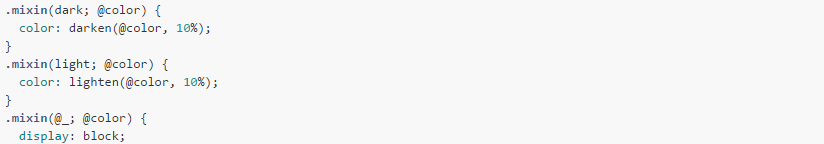 .mixin(dark; @color) {
  color: darken(@color, 10%);
}
.mixin(light; @color) {
  color: lighten(@color, 10%);
}
.mixin(@_; @color) {
  display: block;